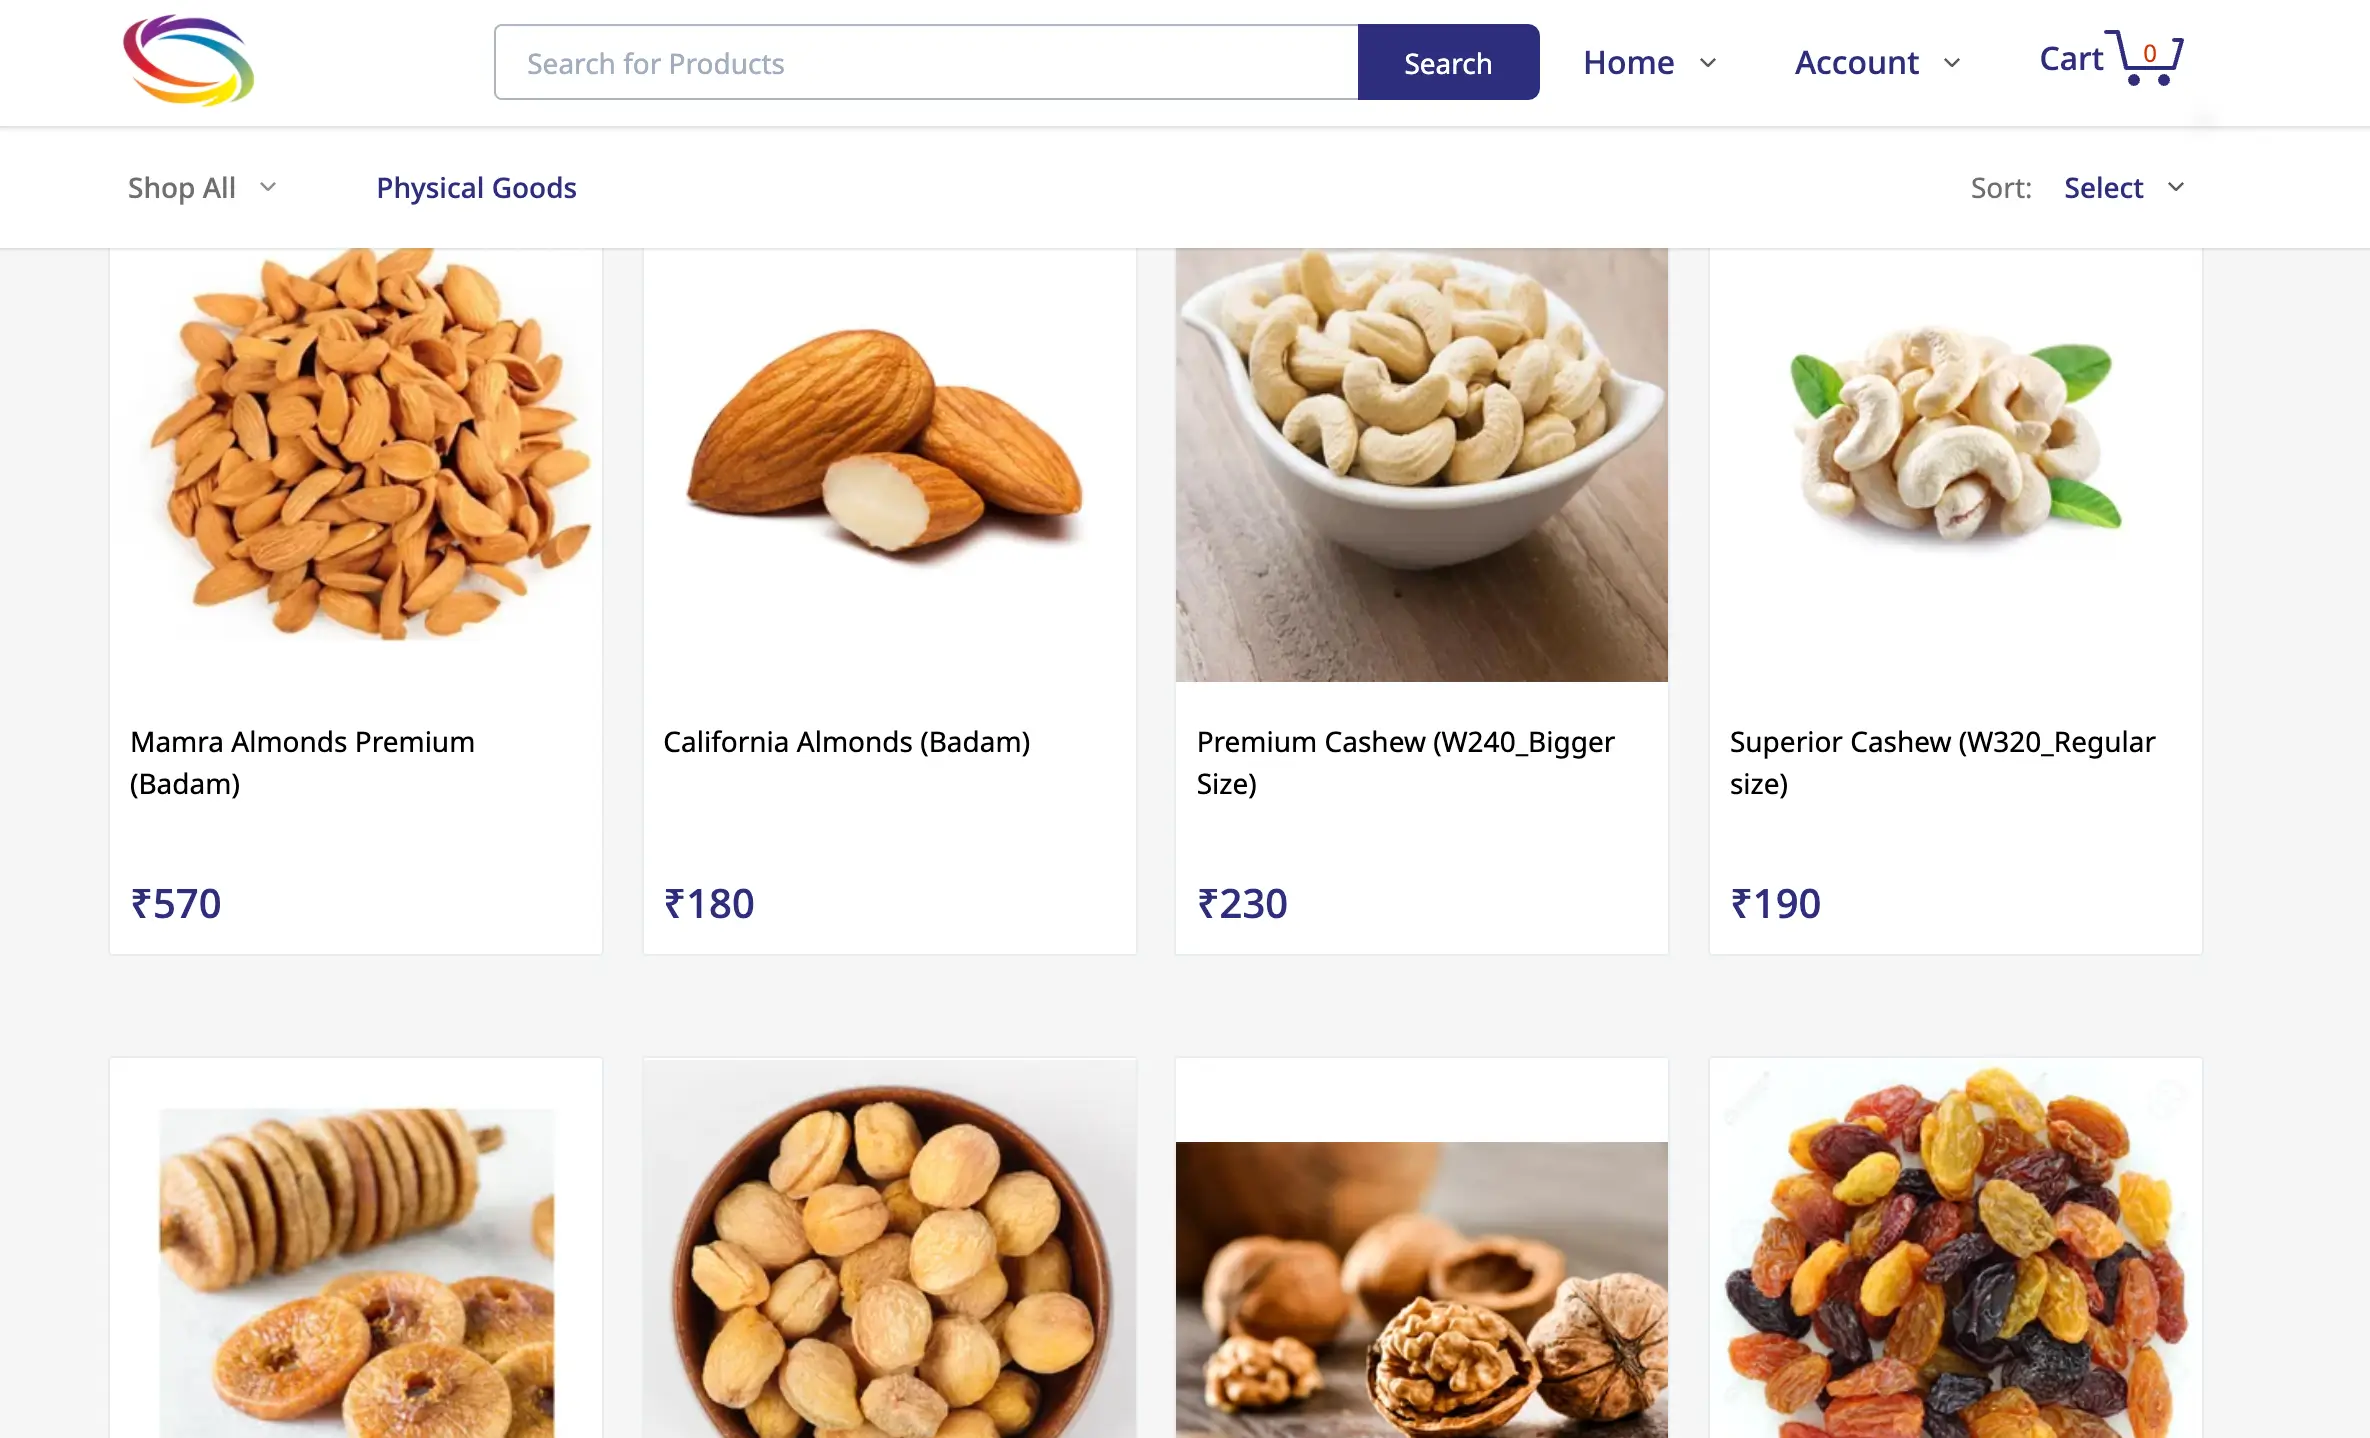 Search for Products
Search
Home
Account
Cart
0
Shop All
Physical Goods
Sort:
Select
Mamra Almonds Premium
(Badam)
₹570
California Almonds (Badam)
₹180
Premium Cashew (W240_Bigger
Size)
₹230
Superior Cashew (W320_Regular
size)
₹190